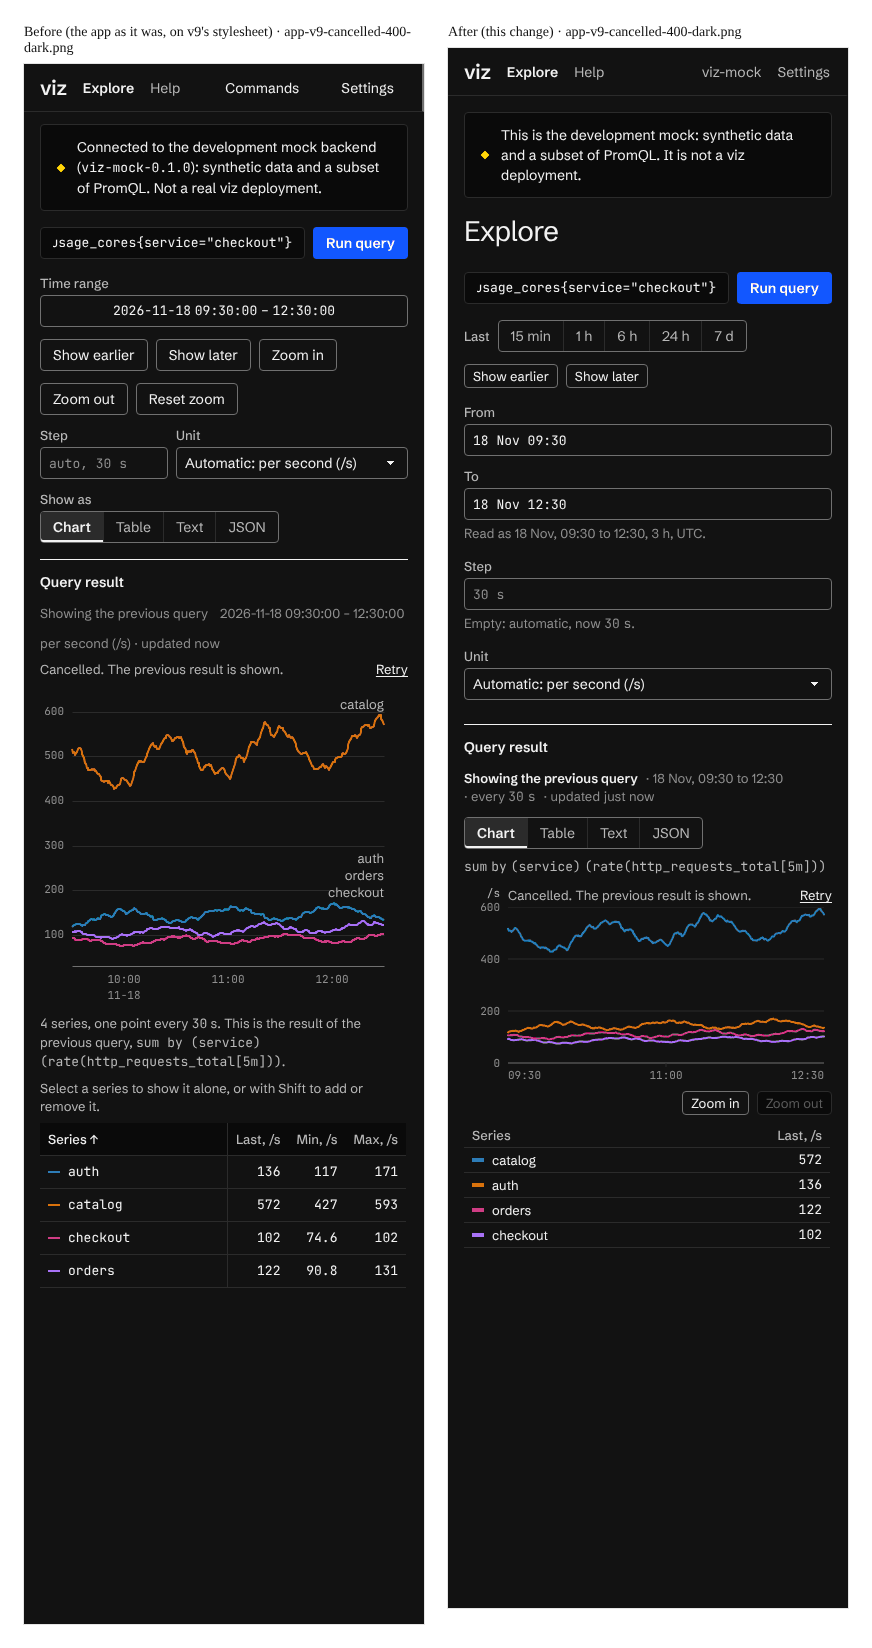 Before (the app as it was, on v9's stylesheet) · app-v9-cancelled-400-
dark.png
viz Explore Help Commands Settings
Connected to the development mock backend
(viz-mock-0.1.0): synthetic data and a subset
of PromQL. Not a real viz deployment.
usage_cores{service="checkout"} Run query
Time range
2026-11-18 09:30:00 – 12:30:00
Show earlier Show later Zoom in
Zoom out Reset zoom
Step Unit
auto, 30 s Automatic: per second (/s)
Show as
Chart Table Text JSON
Query result
Showing the previous query 2026-11-18 09:30:00 – 12:30:00
per second (/s) · updated now
Cancelled. The previous result is shown. Retry
catalog
600
500
400
300
auth
orders
200
checkout
100
10:00 11:00 12:00
11-18
4 series, one point every 30 s. This is the result of the
previous query, sum by (service)
(rate(http_requests_total[5m])).
Select a series to show it alone, or with Shift to add or
remove it.
Series ↑ Last, /s Min, /s Max, /s
auth 136 117 171
catalog 572 427 593
checkout 102 74.6 102
orders 122 90.8 131
After (this change) · app-v9-cancelled-400-dark.png
viz Explore Help viz-mock Settings
This is the development mock: synthetic data
and a subset of PromQL. It is not a viz
deployment.
Explore
usage_cores{service="checkout"} Run query
Last 15 min 1 h 6 h 24 h 7 d
Show earlier Show later
From
18 Nov 09:30
To
18 Nov 12:30
Read as 18 Nov, 09:30 to 12:30, 3 h, UTC.
Step
30 s
Empty: automatic, now 30 s.
Unit
Automatic: per second (/s)
Query result
Showing the previous query · 18 Nov, 09:30 to 12:30
· every 30 s · updated just now
Chart Table Text JSON
sum by (service) (rate(http_requests_total[5m]))
/s Cancelled. The previous result is shown. Retry
600
400
200
0
09:30 11:00 12:30
Zoom in Zoom out
Series Last, /s
catalog 572
auth 136
orders 122
checkout 102